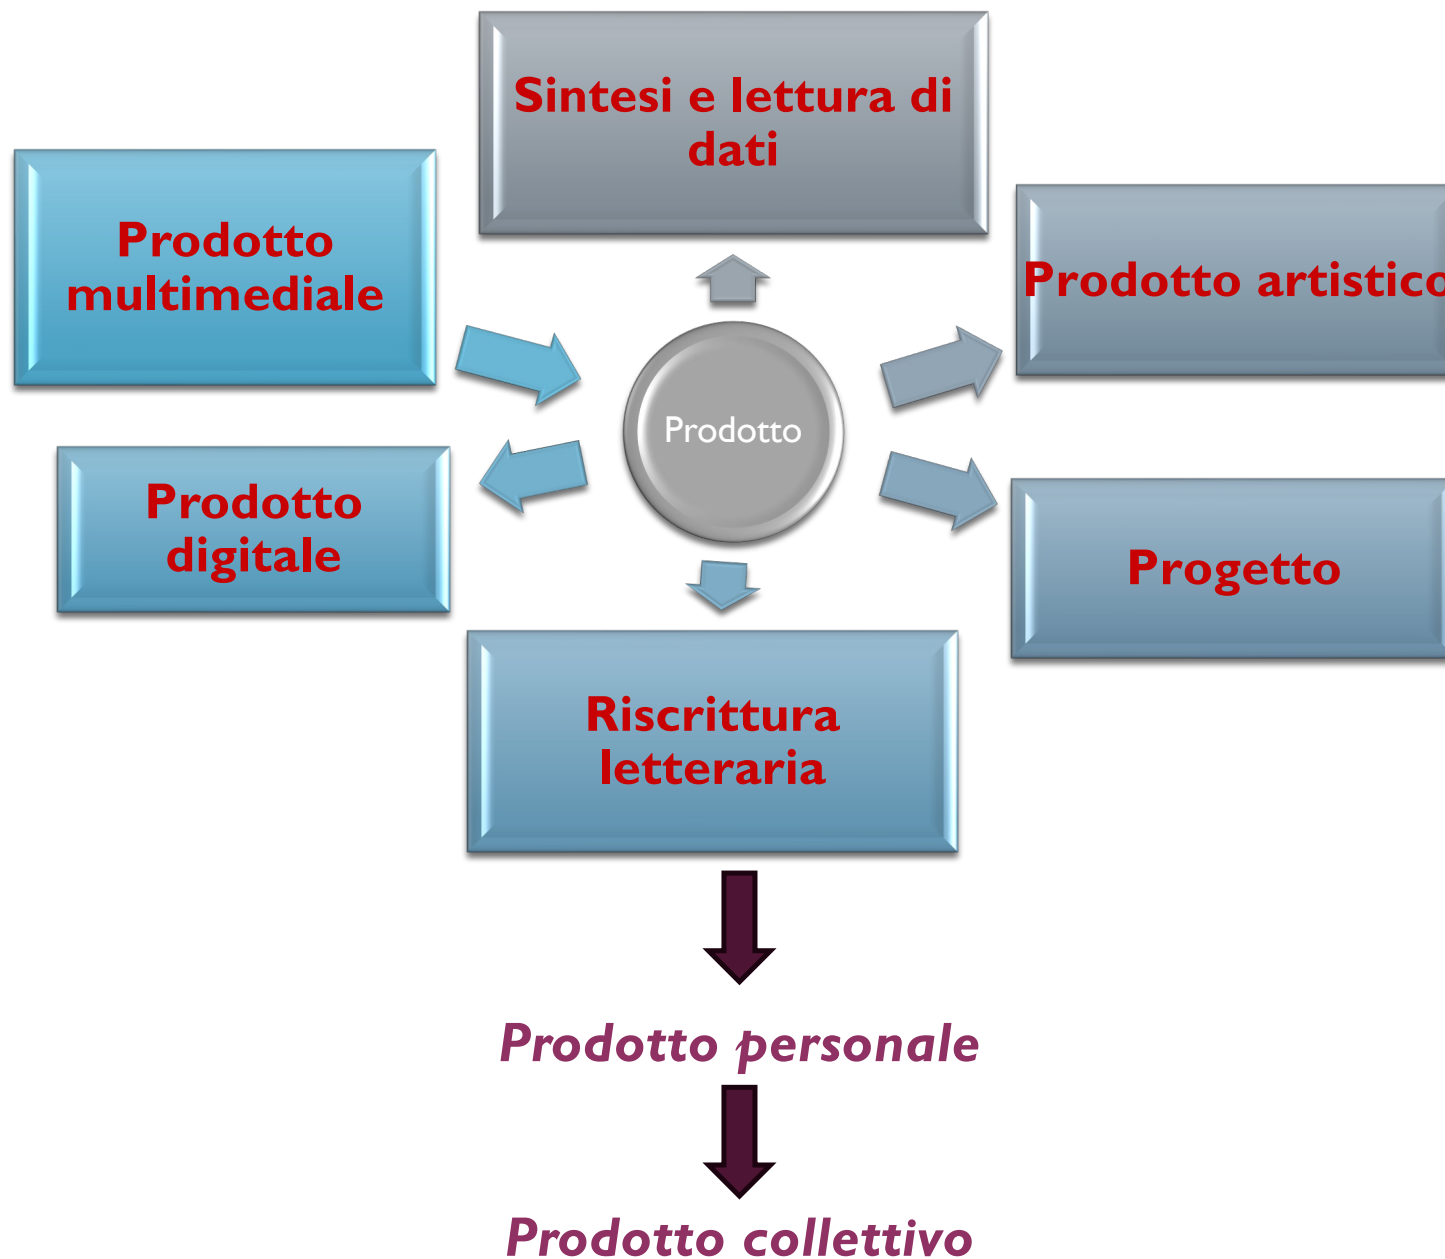 Sintesi e lettura di
dati
Prodotto
multimediale
Prodotto artistico
Prodotto
Prodotto
digitale
Progetto
Riscrittura
letteraria
Prodotto personale
Prodotto collettivo